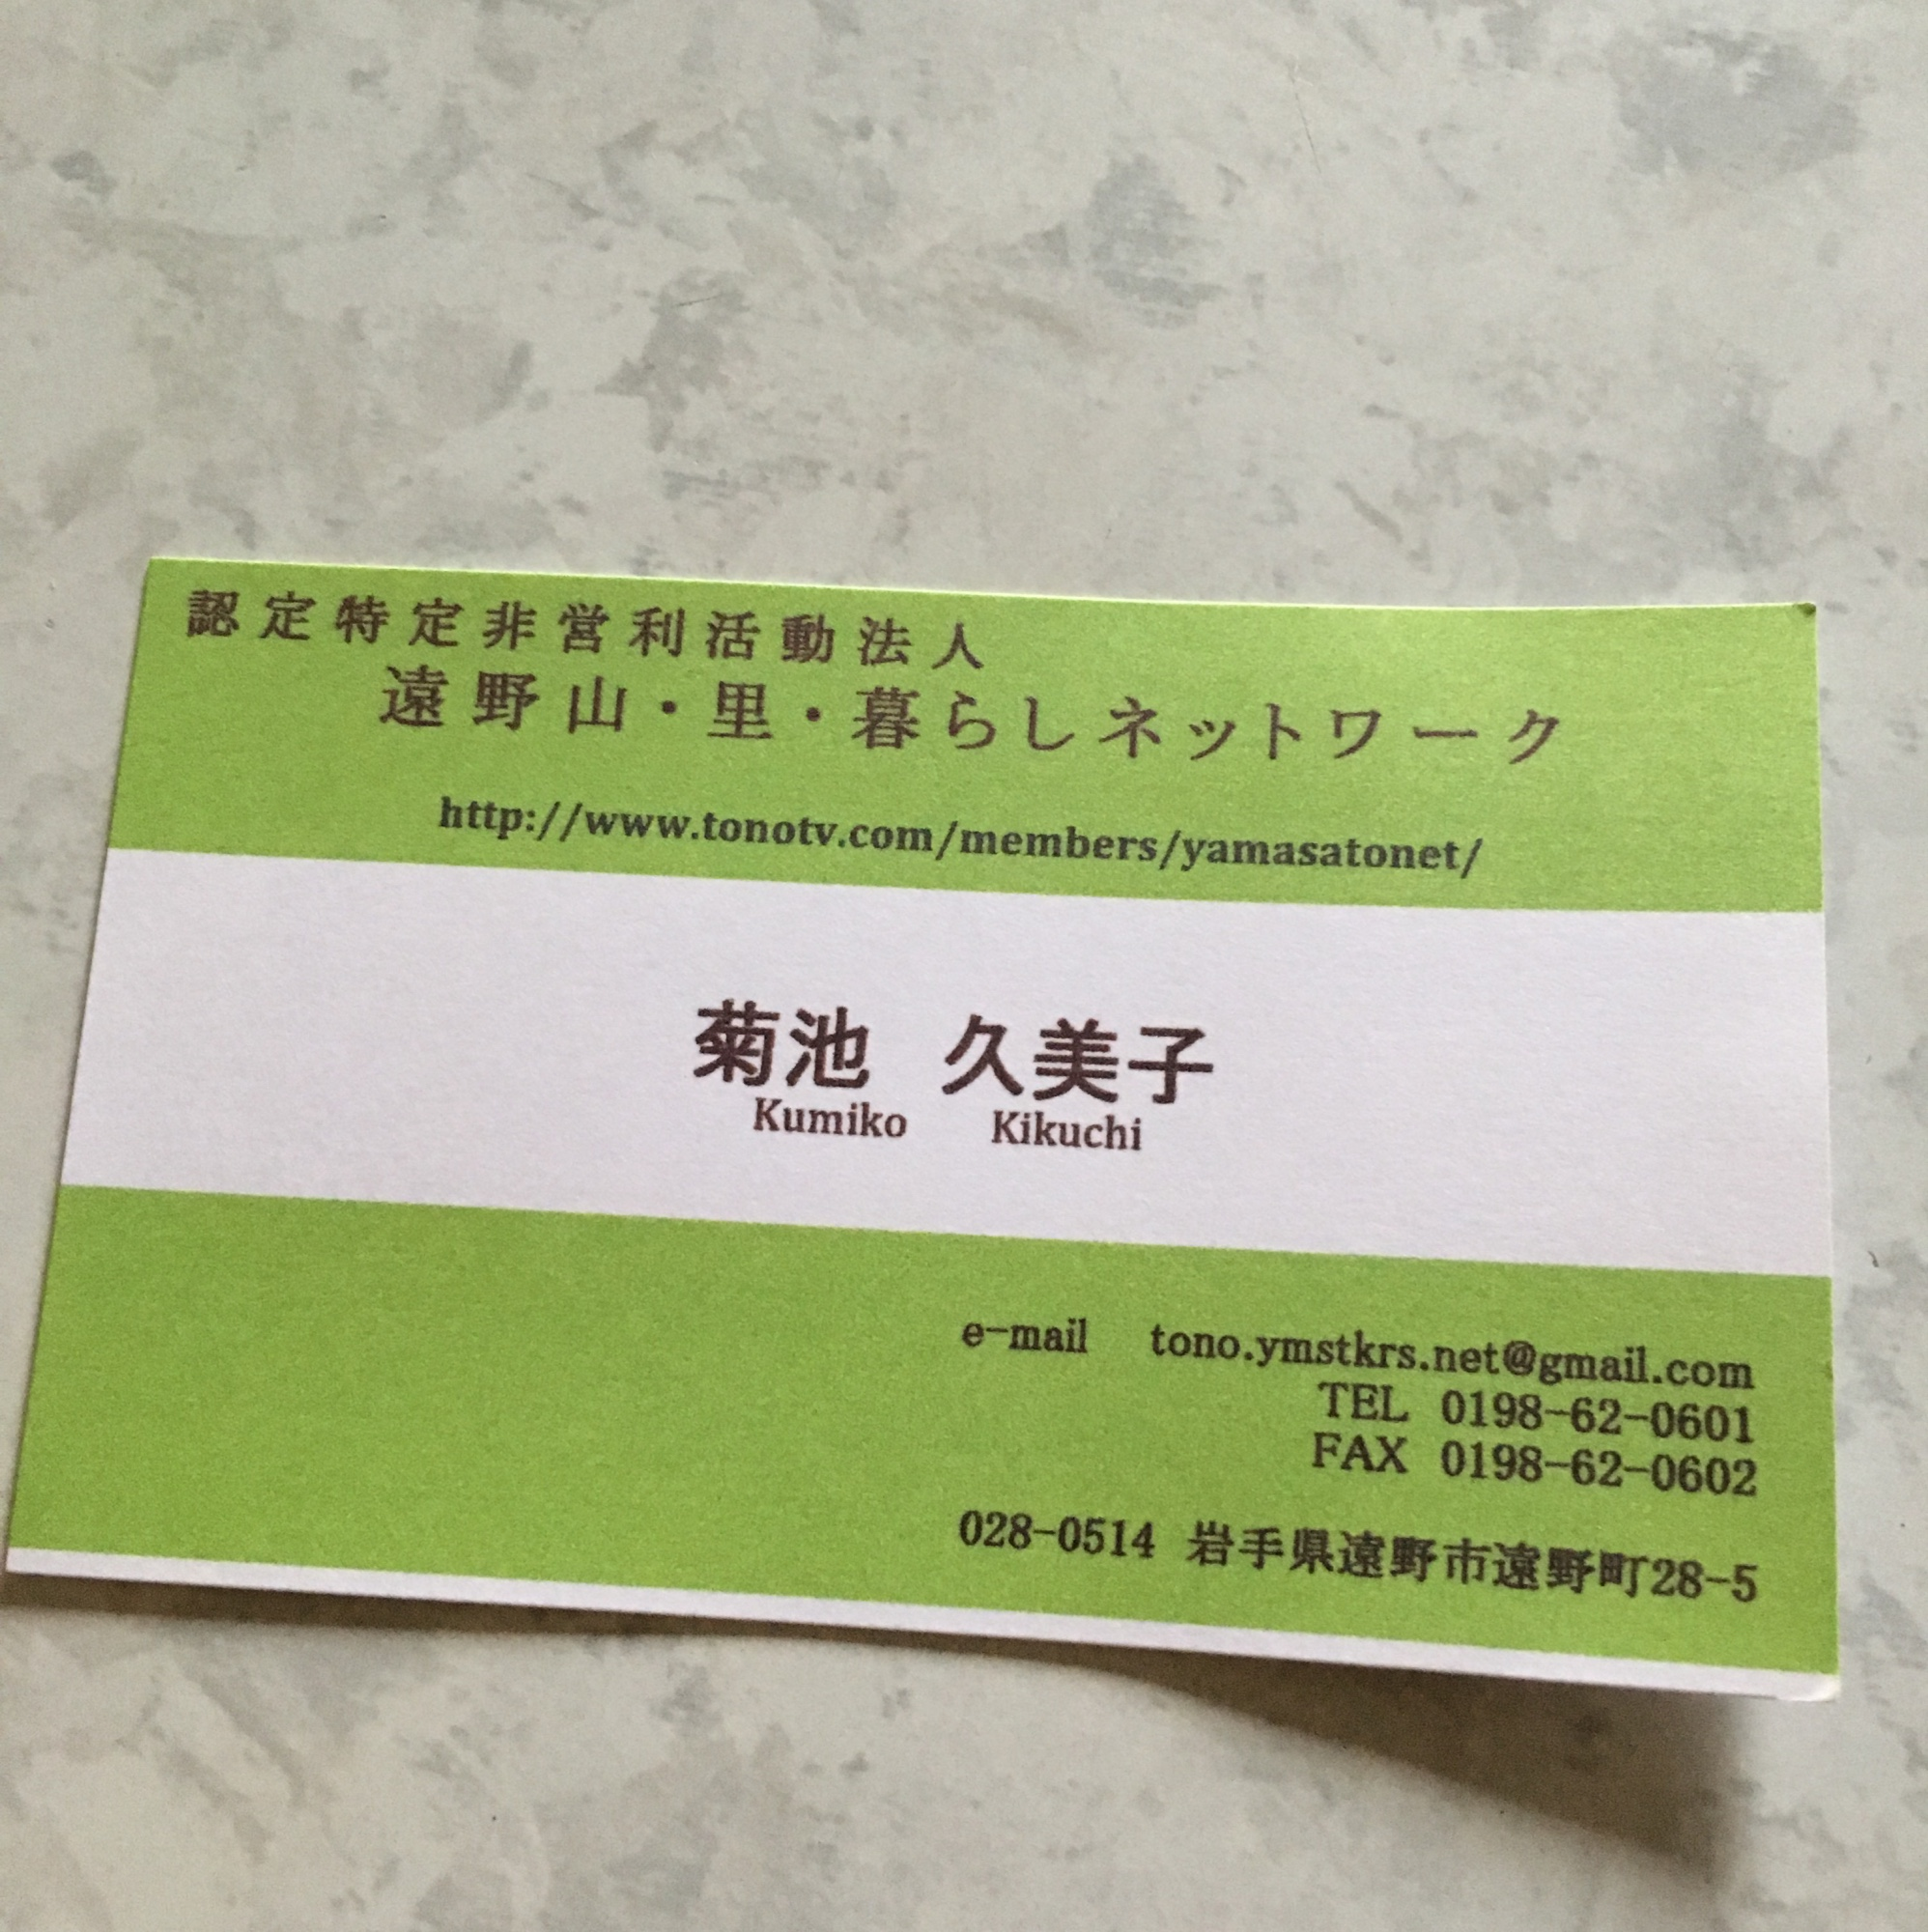 認定特定非営利活動法人
遠野山・里・暮らしネットワーク
http://www.tonotv.com/members/yamasatonet/
菊池 久美子
Kumiko Kikuchi
e-mail tono.ymstkrs.net@gmail.com
TEL 0198-62-0601
FAX 0198-62-0602
028-0514 岩手県遠野市遠野町28-5